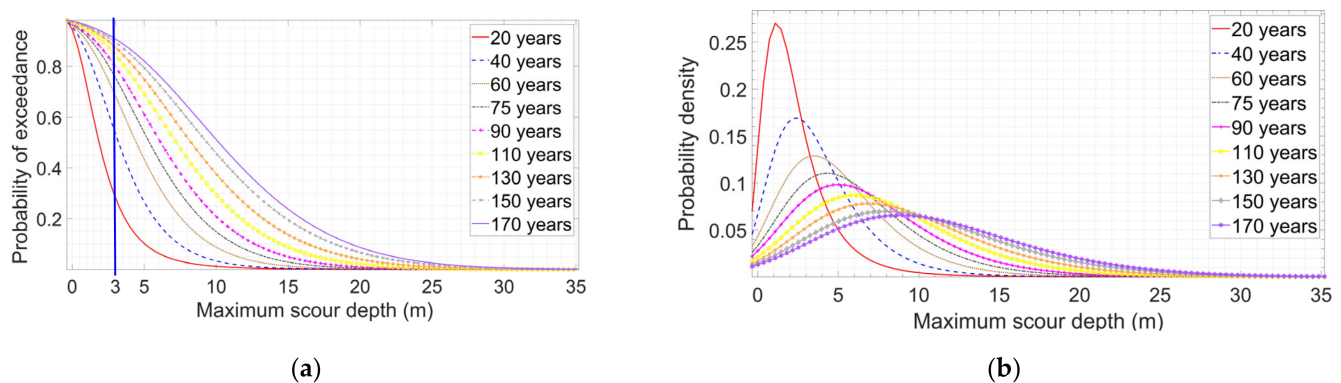 Probability of exceedance
0.8
0.6
0.4
0.2
0
3
5
10
15
20
25
30
35
Maximum scour depth (m)
20 years
40 years
60 years
75 years
90 years
110 years
130 years
150 years
170 years
(a)
Probability density
0.25
0.2
0.15
0.1
0.05
0
5
10
15
20
25
30
35
Maximum scour depth (m)
20 years
40 years
60 years
75 years
90 years
110 years
130 years
150 years
170 years
(b)